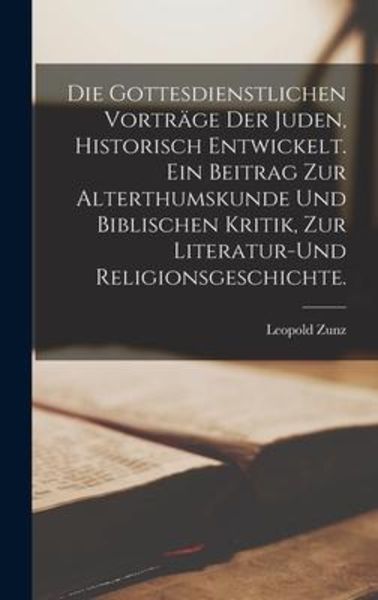 Die Gottesdienstlichen
Vorträge Der Juden,
Historisch Entwickelt.
Ein Beitrag Zur
Alterthumskunde Und
Biblischen Kritik, Zur
Literatur-Und
Religionsgeschichte.
Leopold Zunz